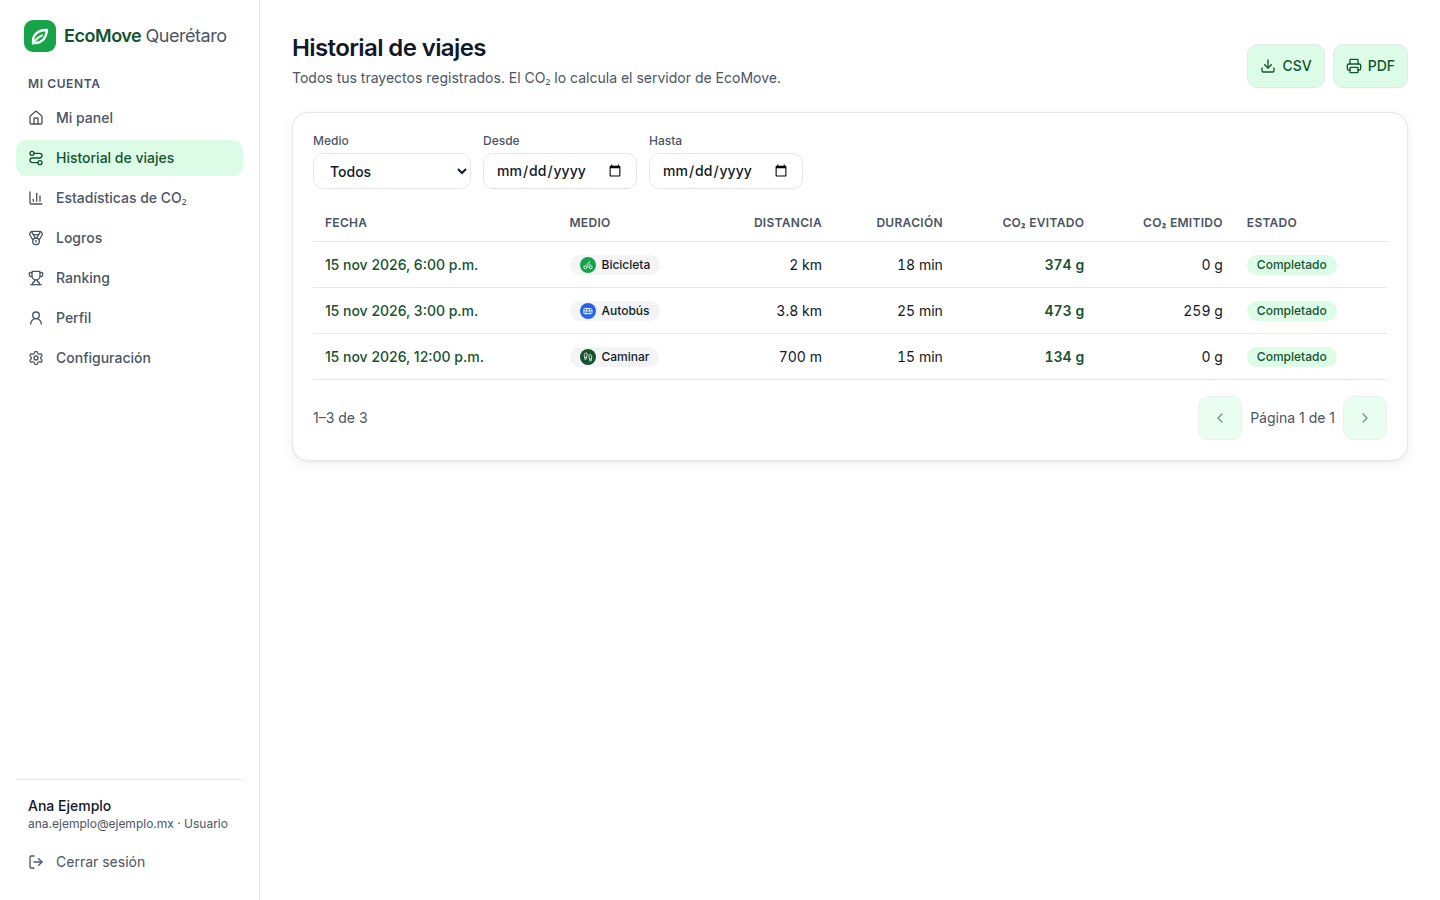 EcoMove Querétaro
MI CUENTA
Mi panel
Historial de viajes
Estadísticas de CO₂
Logros
Ranking
Perfil
Configuración
Ana Ejemplo
ana.ejemplo@ejemplo.mx · Usuario
Cerrar sesión
Historial de viajes
Todos tus trayectos registrados. El CO₂ lo calcula el servidor de EcoMove.
CSV PDF
Medio Desde Hasta
Todos mm/dd/yyyy mm/dd/yyyy
FECHA MEDIO DISTANCIA DURACIÓN CO₂ EVITADO CO₂ EMITIDO ESTADO
15 nov 2026, 6:00 p.m. Bicicleta 2 km 18 min 374 g 0 g Completado
15 nov 2026, 3:00 p.m. Autobús 3.8 km 25 min 473 g 259 g Completado
15 nov 2026, 12:00 p.m. Caminar 700 m 15 min 134 g 0 g Completado
1–3 de 3 Página 1 de 1